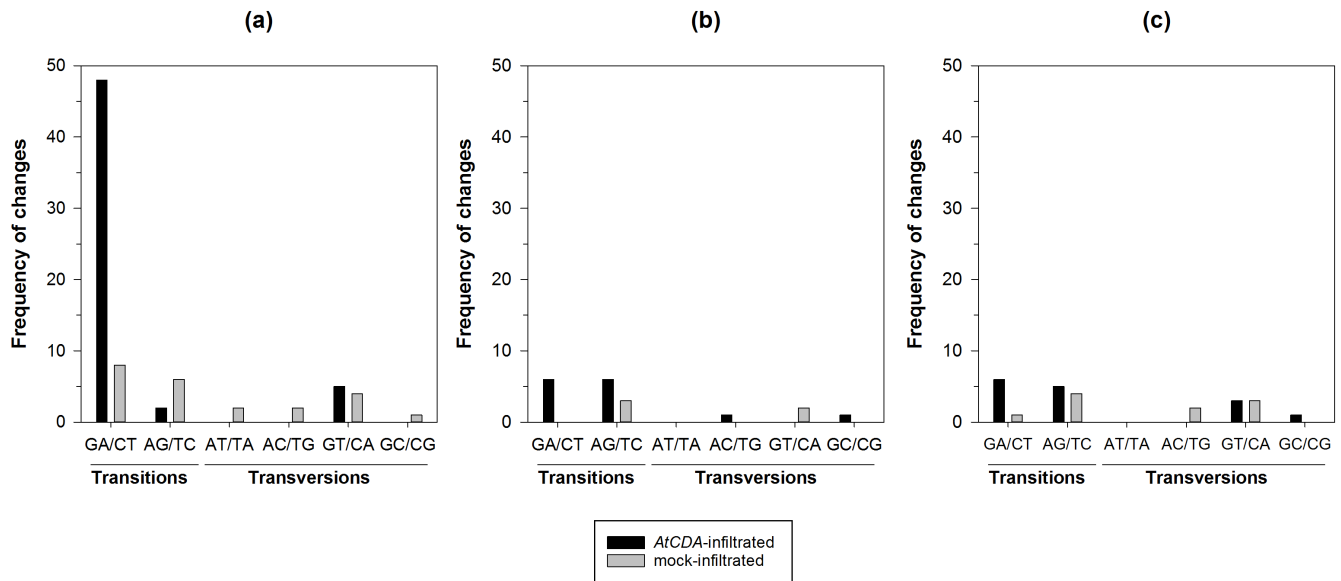 (a)
50
40
30
20
10
0
Frequency of changes
GA/CT AG/TC AT/TA AC/TG GT/CA GC/CG
Transitions Transversions
(b)
50
40
30
20
10
0
Frequency of changes
GA/CT AG/TC AT/TA AC/TG GT/CA GC/CG
Transitions Transversions
(c)
50
40
30
20
10
0
Frequency of changes
GA/CT AG/TC AT/TA AC/TG GT/CA GC/CG
Transitions Transversions
AtCDA-infiltrated
mock-infiltrated